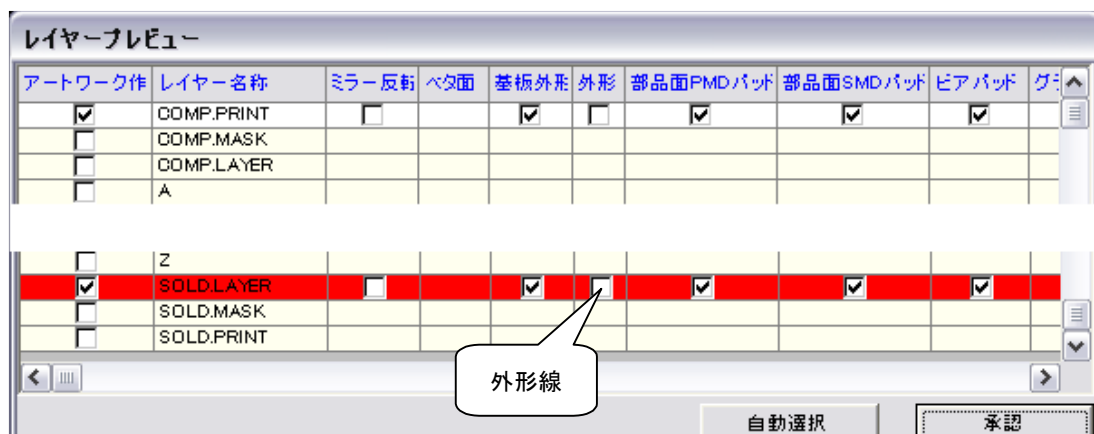 レイヤープレビュー
アートワーク作 レイヤー名称 ミラー反転 ベタ面 基板外形 外形 部品面PMDパッド 部品面SMDパッド ビアパッド
COMP.PRINT
COMP.MASK
COMP.LAYER
A
Z
SOLD.LAYER
SOLD.MASK
SOLD.PRINT
外形線
自動選択 承認